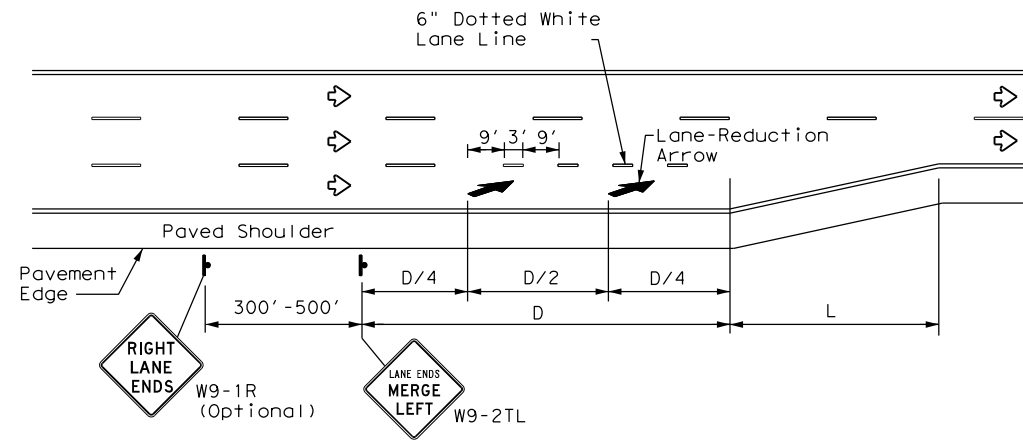 6" Dotted White
Lane Line
9' 3' 9'
Lane-Reduction
Arrow
Paved Shoulder
Pavement
Edge
D/4
D/2
D/4
300'-500'
D
L
RIGHT
LANE
ENDS
W9-1R
(Optional)
LANE ENDS
MERGE
LEFT
W9-2TL